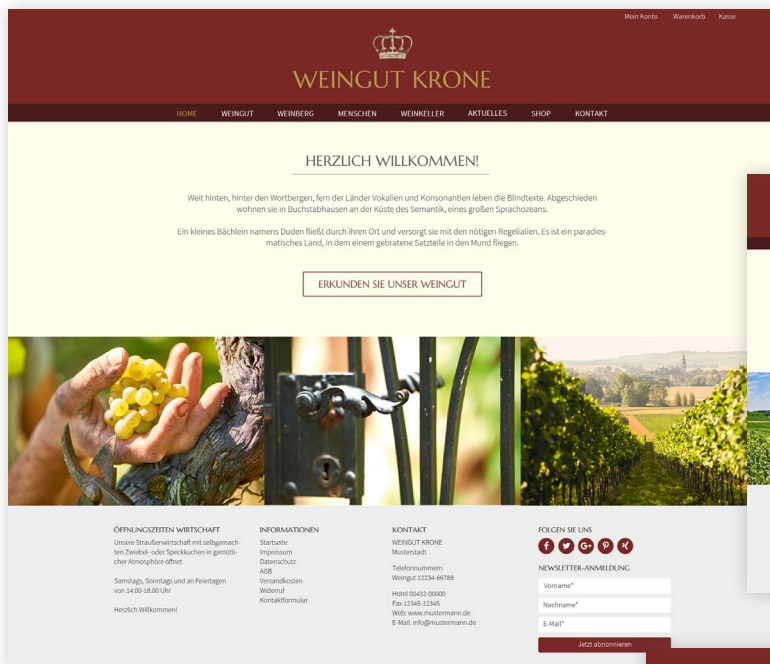 Mein Konto Warenkorb Kasse
WEINGUT KRONE
HOME WEINGUT WEINBERG MENSCHEN WEINKELLER AKTUELLES SHOP KONTAKT
HERZLICH WILLKOMMEN!
Weit hinten, hinter den Wortbergen, fern der Länder Vokalien und Konsonantien leben die Blindtexte. Abgeschieden
wohnen sie in Buchstabhausen an der Küste des Semantik, eines großen Sprachozeans.
Ein kleines Bächlein namens Duden fließt durch ihren Ort und versorgt sie mit den nötigen Regelialien. Es ist ein paradies-
matisches Land, in dem einem gebratene Satzteile in den Mund fliegen.
ERKUNDEN SIE UNSER WEINGUT
ÖFFNUNGSZEITEN WIRTSCHAFT
Unsere Straußenwirtschaft mit selbgemach-
ten Zwiebel- oder Speckkuchen in gemütli-
cher Atmosphäre öffnet
Samstags, Sonntags und an Feiertagen
von 14:00-18.00 Uhr
Herzlich Willkommen!
INFORMATIONEN
Startseite
Impressum
Datenschutz
AGB
Versandkosten
Widerruf
Kontaktformular
KONTAKT
WEINGUT KRONE
Musterstadt
Telefonnummern
Weingut 12234-66788
Hotel 00432-00000
Fax 12345-12345
Web: www.mustermann.de
E-Mail: info@mustermann.de
FOLGEN SIE UNS
NEWSLETTER-ANMELDUNG
Vorname*
Nachname*
E-Mail*
Jetzt abnonnieren